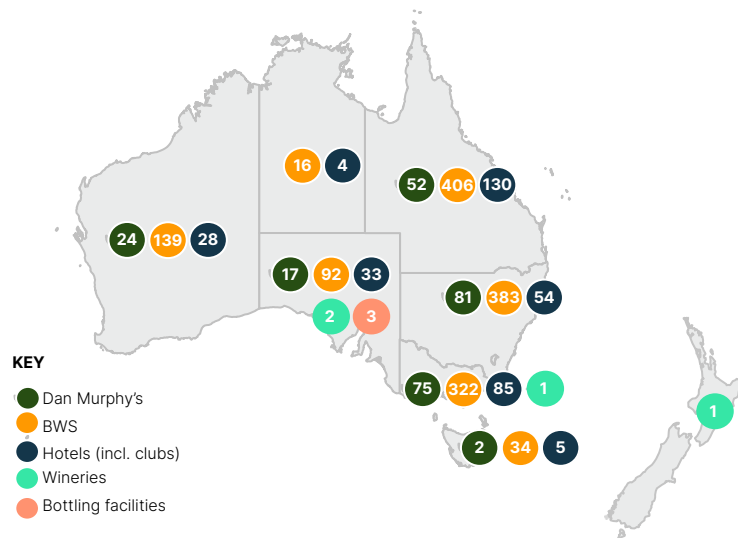 16 4
52 406 130
24 139 28
17 92 33
81 383 54
2 3
KEY
75 322 85 1
Dan Murphy's
1
BWS
Hotels (incl. clubs)
2 34 5
Wineries
Bottling facilities